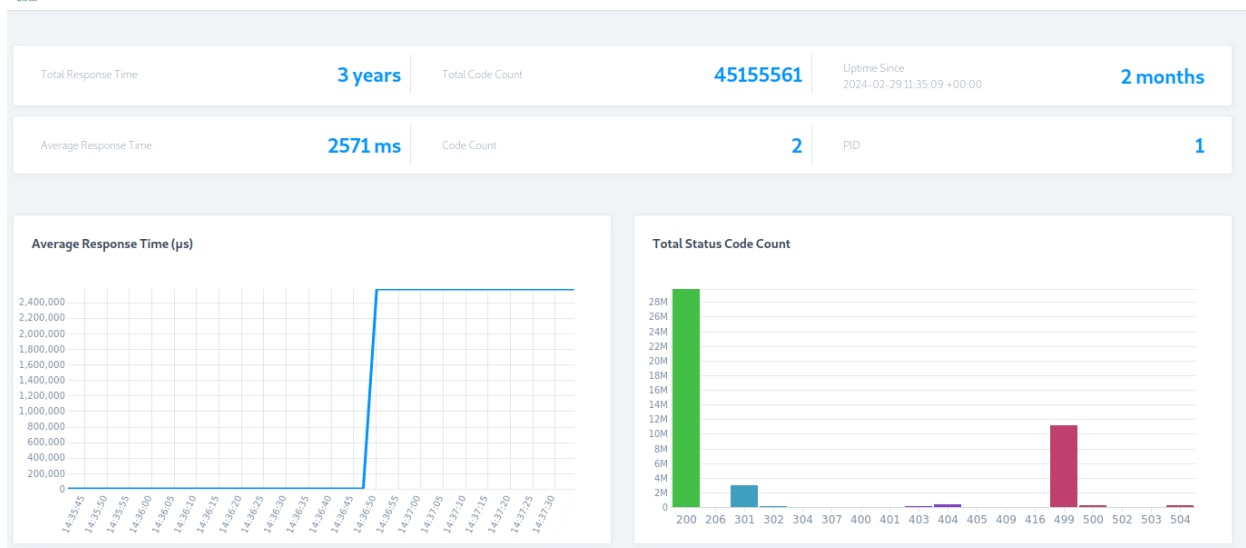 Total Response Time
3 years
Total Code Count
45155561
Uptime Since
2024-02-29 11:35:09 +00:00
2 months
Average Response Time
2571 ms
Code Count
2
PID
1
Average Response Time (µs)
2,400,000
2,200,000
2,000,000
1,800,000
1,600,000
1,400,000
1,200,000
1,000,000
800,000
600,000
400,000
200,000
0
14:35:45
14:35:50
14:35:55
14:36:00
14:36:05
14:36:10
14:36:15
14:36:20
14:36:25
14:36:30
14:36:35
14:36:40
14:36:45
14:36:50
14:36:55
14:37:00
14:37:05
14:37:10
14:37:15
14:37:20
14:37:25
14:37:30
Total Status Code Count
28M
26M
24M
22M
20M
18M
16M
14M
12M
10M
8M
6M
4M
2M
0
200 206 301 302 304 307 400 401 403 404 405 409 416 499 500 502 503 504